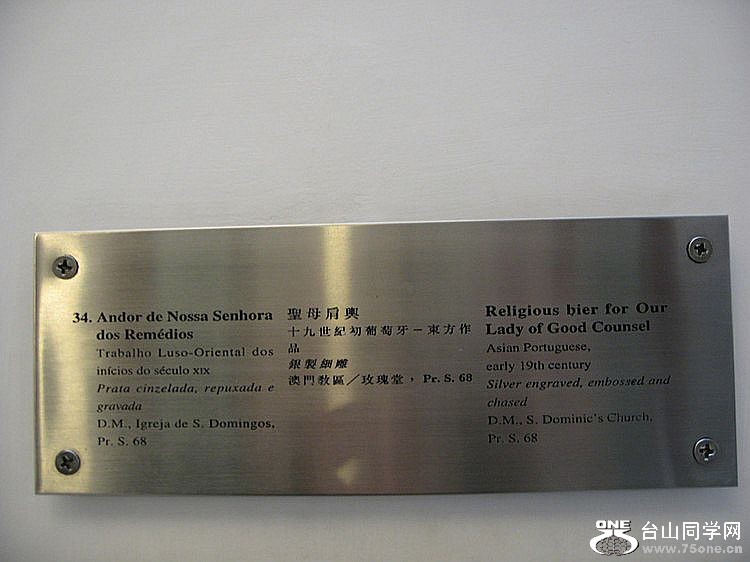 34. Andor de Nossa Senhora
dos Remédios
Trabalho Luso-Oriental dos
inícios do século XIX
Prata cinzelada, repuxada e
gravada
D.M., Igreja de S. Domingos,
Pr. S. 68
聖母肩輿
十九世紀初葡萄牙－東方作
品
銀製細雕
澳門教區／玫瑰堂，Pr. S. 68
Religious bier for Our
Lady of Good Counsel
Asian Portuguese,
early 19th century
Silver engraved, embossed and
chased
D.M., S. Dominic's Church,
Pr. S. 68
ONE
台山同学网
www.75one.cn